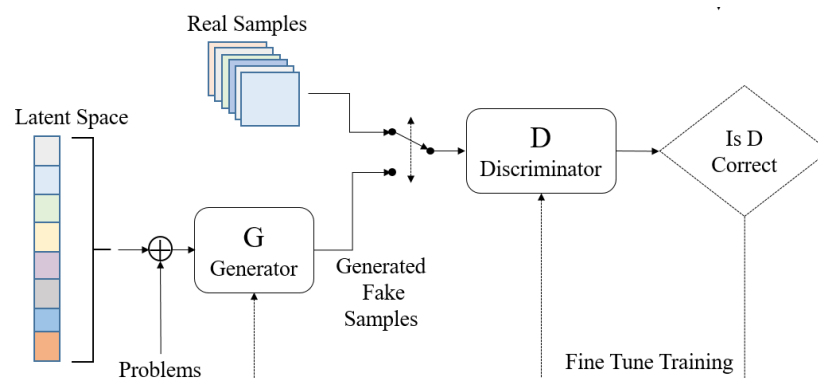 Real Samples
Latent Space
D
Discriminator
Is D
Correct
G
Generator
Generated
Fake
Samples
Problems
Fine Tune Training